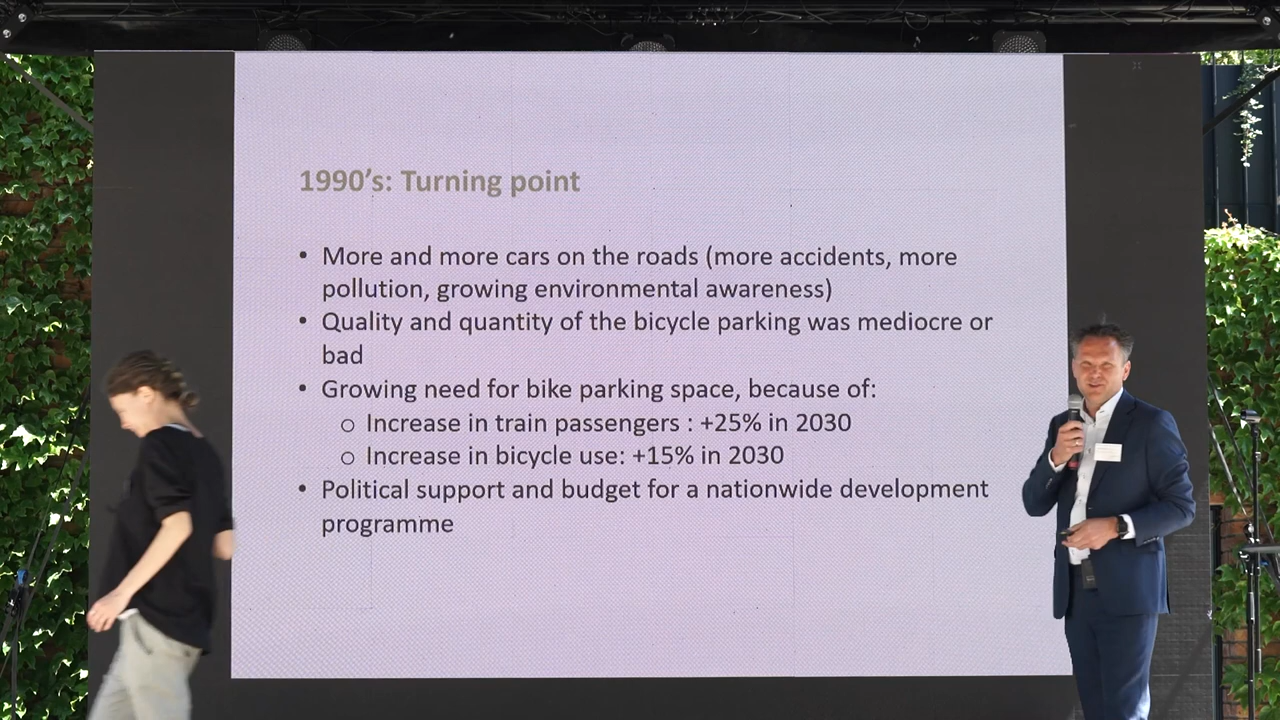 1990's: Turning point
• More and more cars on the roads (more accidents, more
pollution, growing environmental awareness)
• Quality and quantity of the bicycle parking was mediocre or
bad
• Growing need for bike parking space, because of:
o Increase in train passengers : +25% in 2030
o Increase in bicycle use: +15% in 2030
• Political support and budget for a nationwide development
programme